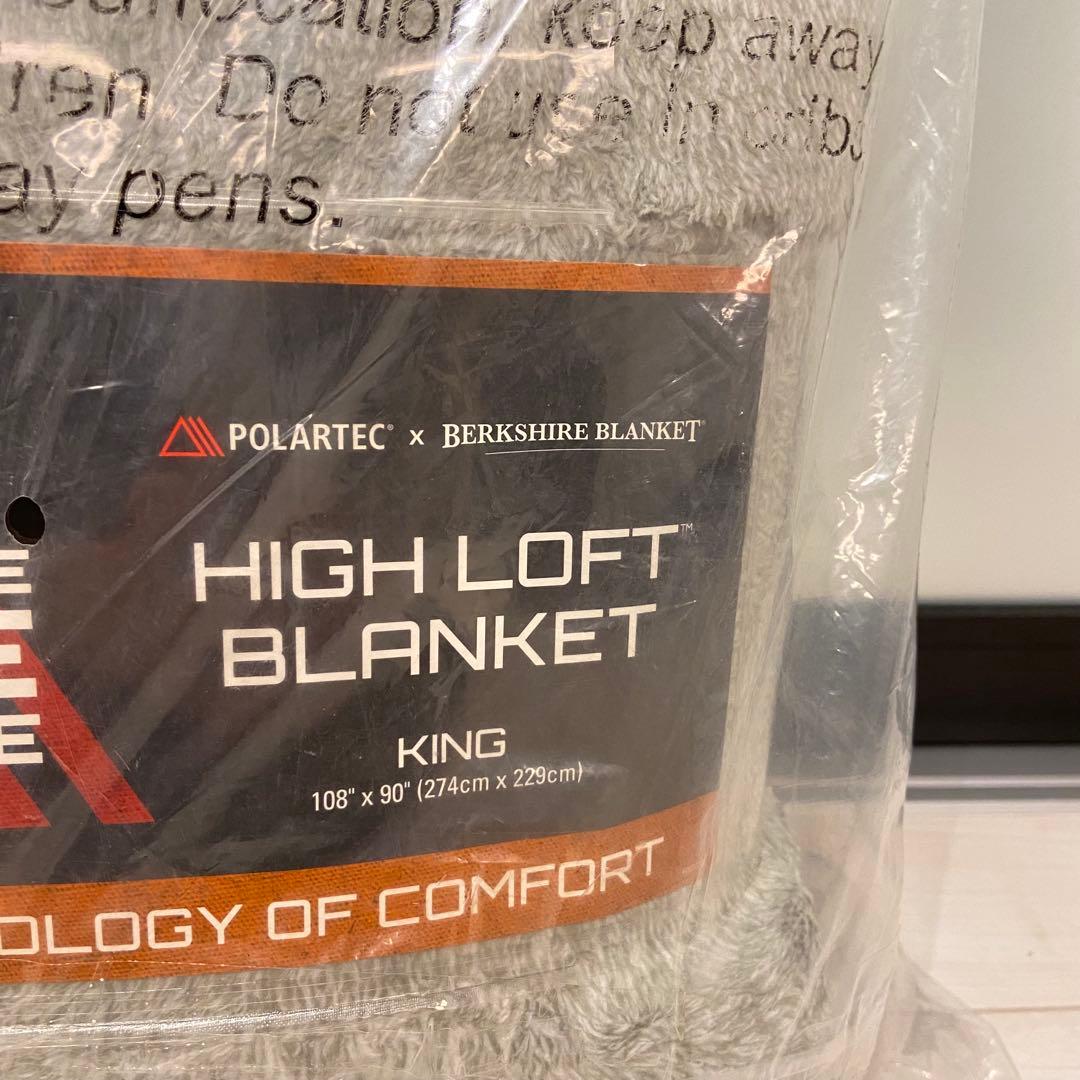 keep away
Do not use in cribs
pens.
POLARTEC® x BERKSHIRE BLANKET®
HIGH LOFT™
BLANKET
KING
108" x 90" (274cm x 229cm)
OLOGY OF COMFORT